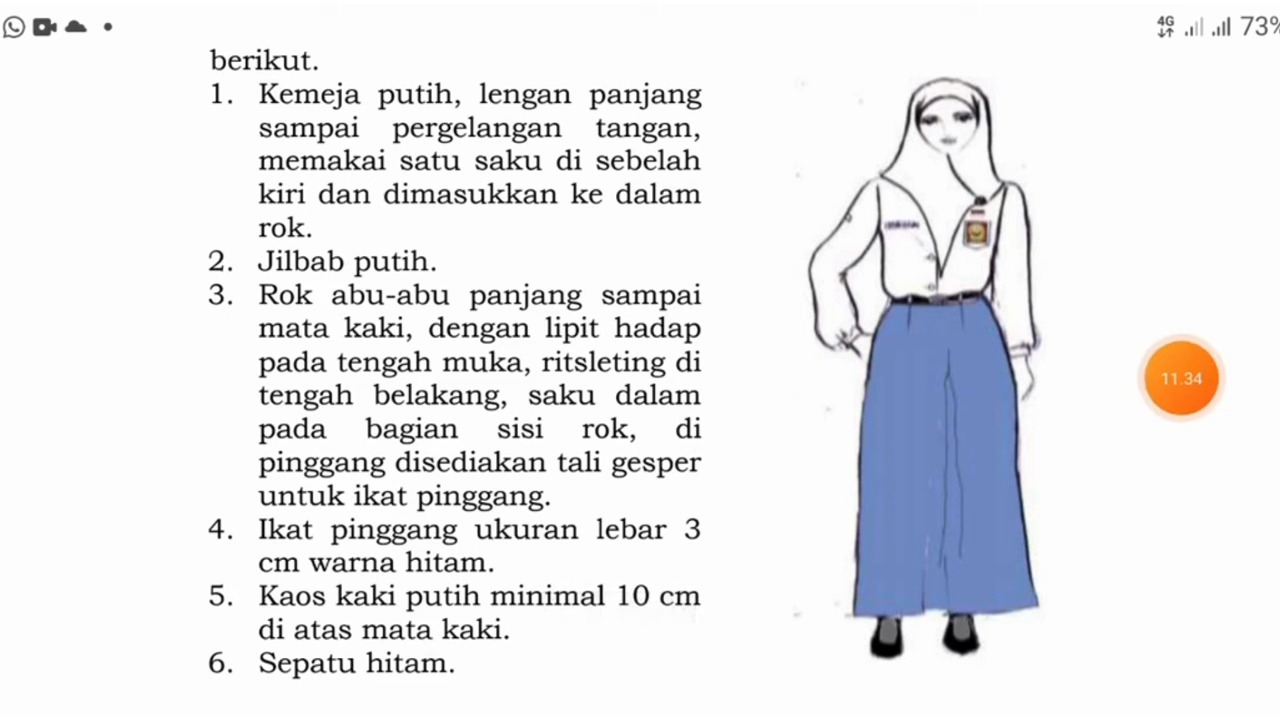 4G
73%
berikut.
1. Kemeja putih, lengan panjang
sampai pergelangan tangan,
memakai satu saku di sebelah
kiri dan dimasukkan ke dalam
rok.
2. Jilbab putih.
3. Rok abu-abu panjang sampai
mata kaki, dengan lipit hadap
pada tengah muka, ritsleting di
tengah belakang, saku dalam
pada bagian sisi rok, di
pinggang disediakan tali gesper
untuk ikat pinggang.
4. Ikat pinggang ukuran lebar 3
cm warna hitam.
5. Kaos kaki putih minimal 10 cm
di atas mata kaki.
6. Sepatu hitam.
11.34